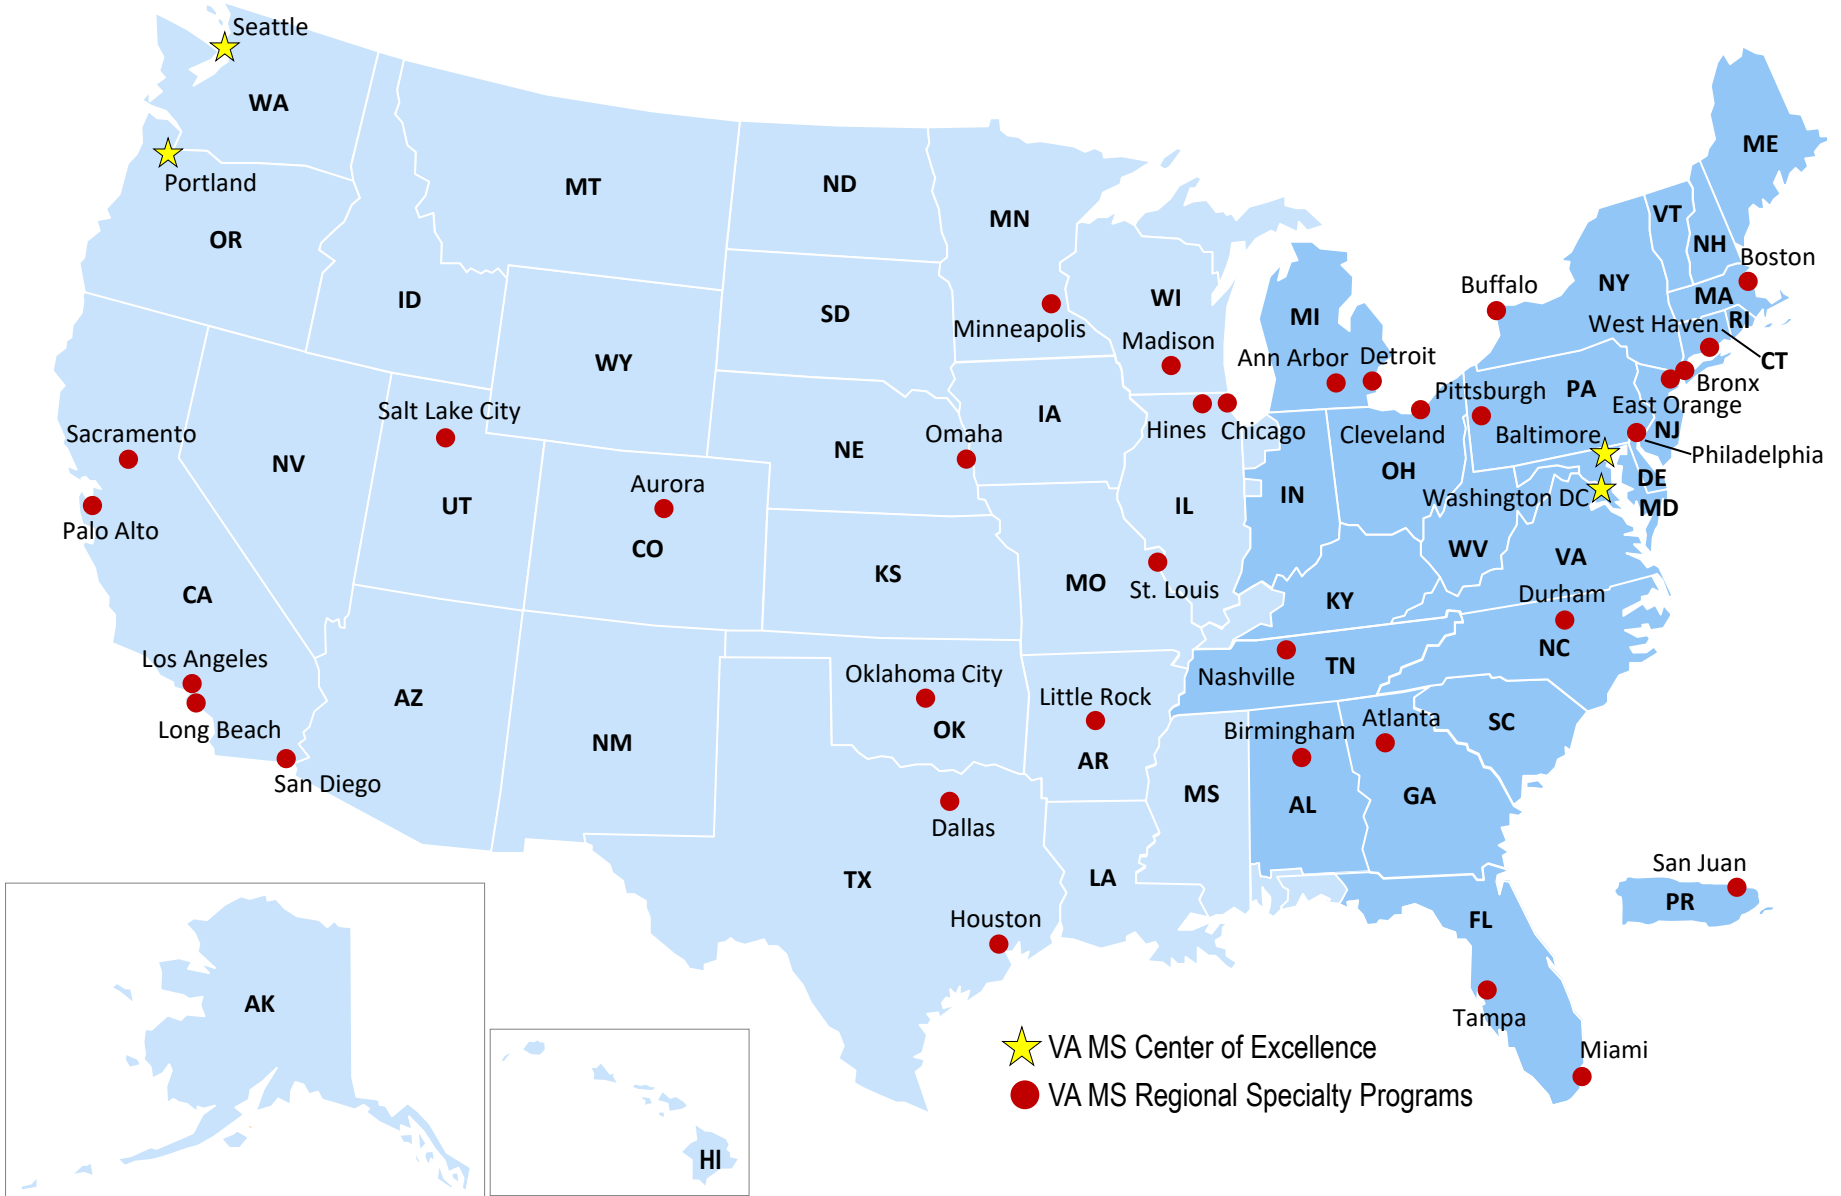 Seattle
WA
ME
Portland
MT
ND
MN
VT
OR
NH
Boston
ID
SD
WI
NY
Buffalo
MA
MI
RI
Minneapolis
Madison
West Haven
WY
Ann Arbor
Detroit
CT
Pittsburgh
PA
Bronx
East Orange
Salt Lake City
IA
Sacramento
Omaha
Hines
Chicago
Cleveland
Baltimore
NJ
Philadelphia
NV
NE
OH
Aurora
IN
Washington DC
DE
MD
UT
IL
Palo Alto
CO
WV
VA
KS
MO
St. Louis
CA
KY
Durham
NC
Los Angeles
Oklahoma City
Nashville
TN
AZ
Little Rock
Long Beach
OK
Birmingham
Atlanta
SC
NM
AR
San Diego
MS
AL
GA
Dallas
TX
LA
San Juan
PR
Houston
FL
AK
Tampa
VA MS Center of Excellence
Miami
VA MS Regional Specialty Programs
HI